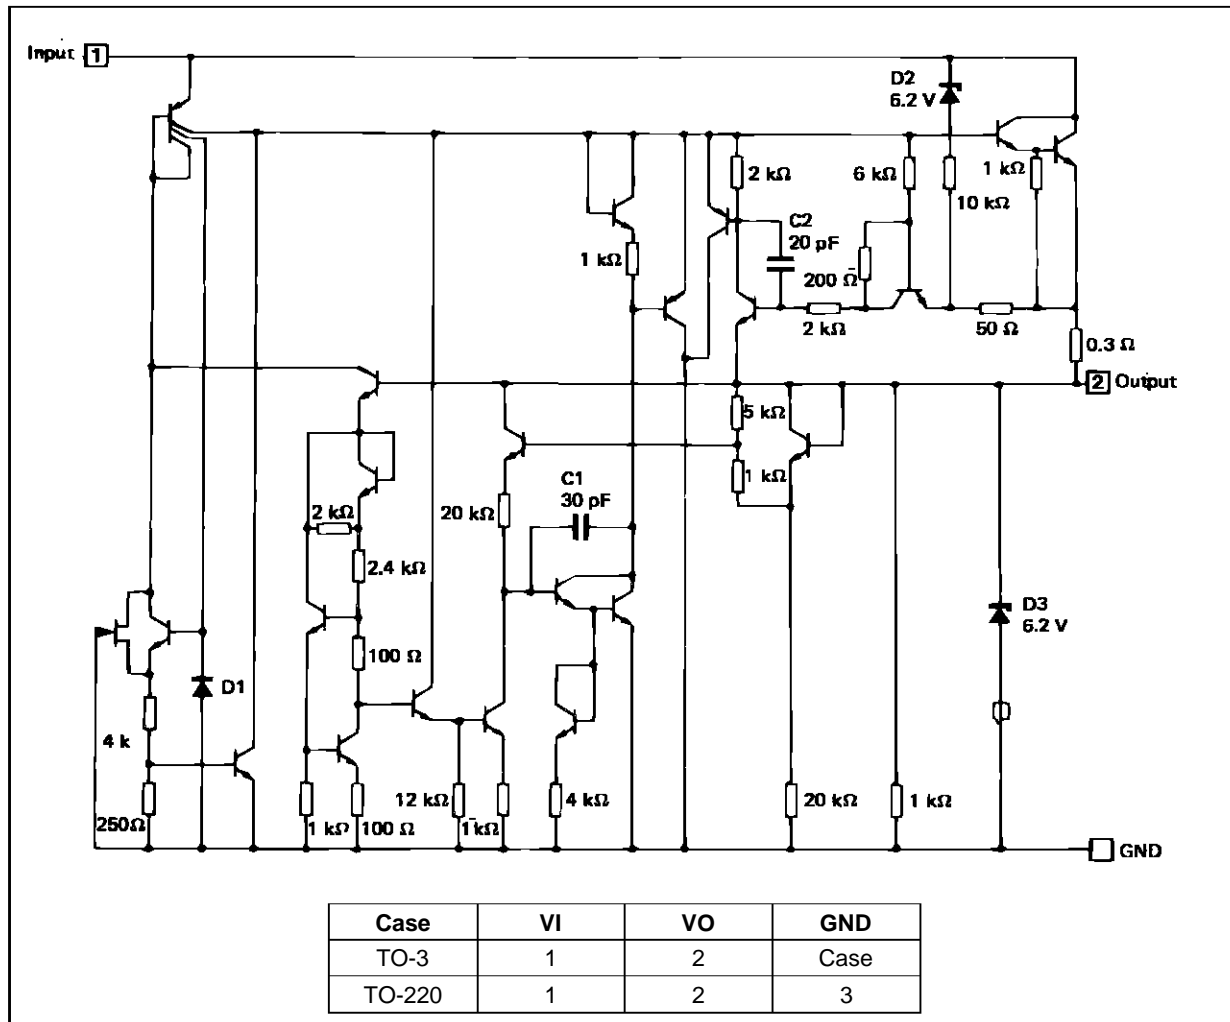 Input 1
D2
6.2 V
2 kΩ
6 kΩ
1 kΩ
10 kΩ
C2
20 pF
1 kΩ
200 Ω
2 kΩ
50 Ω
0.3 Ω
2 Output
5 kΩ
C1
30 pF
1 kΩ
2 kΩ
20 kΩ
2.4 kΩ
D3
6.2 V
100 Ω
D1
4 k
12 kΩ
4 kΩ
20 kΩ
1 kΩ
250Ω
1 kΩ
100 Ω
1 kΩ
GND
Case VI VO GND
TO-3 1 2 Case
TO-220 1 2 3